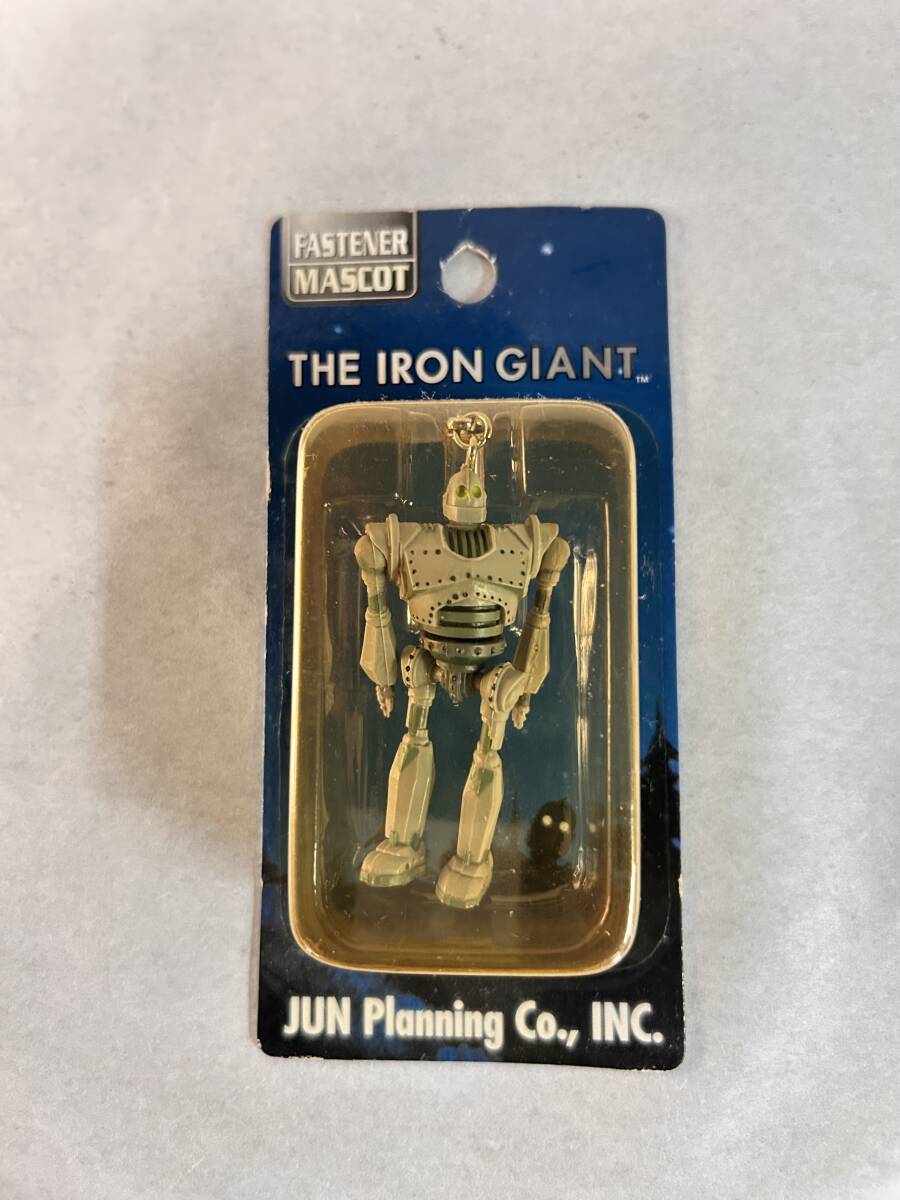 FASTENER
MASCOT
THE IRON GIANT™
JUN Planning Co., INC.